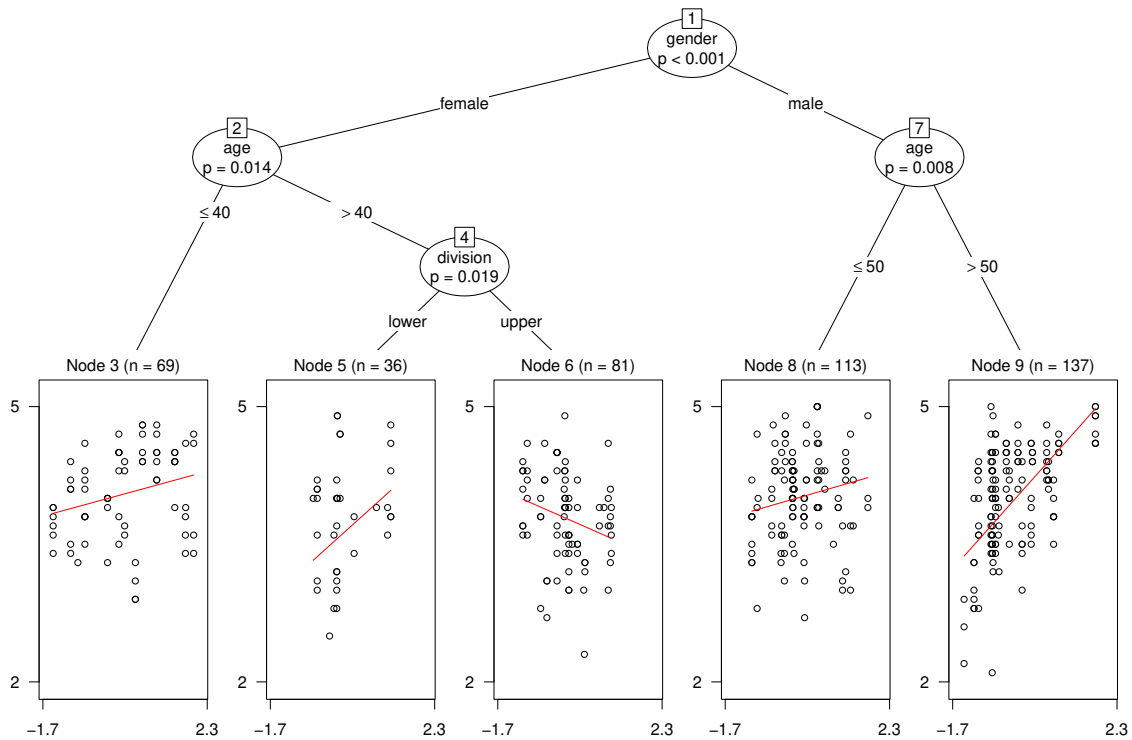 1
gender
p < 0.001
female
male
2
age
p = 0.014
7
age
p = 0.008
≤ 40
> 40
4
division
p = 0.019
≤ 50
> 50
lower
upper
Node 3 (n = 69)
Node 5 (n = 36)
Node 6 (n = 81)
Node 8 (n = 113)
Node 9 (n = 137)
5
5
5
5
5
2
2
2
2
2
−1.7
2.3
−1.7
2.3
−1.7
2.3
−1.7
2.3
−1.7
2.3